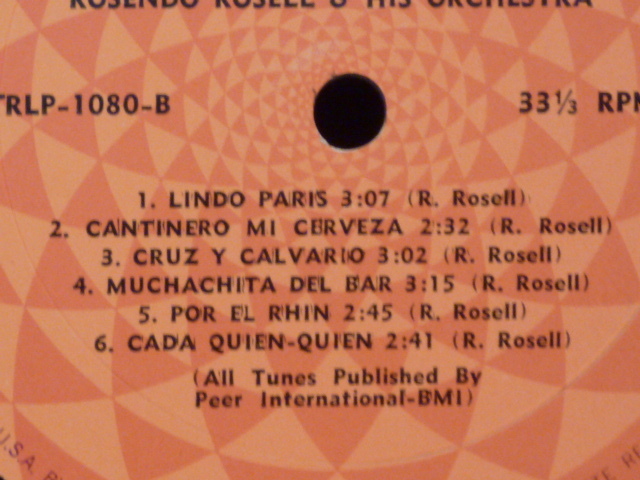 ROSENDO ROSELL & HIS ORCHESTRA
TRLP-1080-B
33⅓ RPM
1. LINDO PARIS 3:07 (R. Rosell)
2. CANTINERO MI CERVEZA 2:32 (R. Rosell)
3. CRUZ Y CALVARIO 3:02 (R. Rosell)
4. MUCHACHITA DEL BAR 3:15 (R. Rosell)
5. POR EL RHIN 2:45 (R. Rosell)
6. CADA QUIEN-QUIEN 2:41 (R. Rosell)
(All Tunes Published By
Peer International-BMI)
U.S.A.